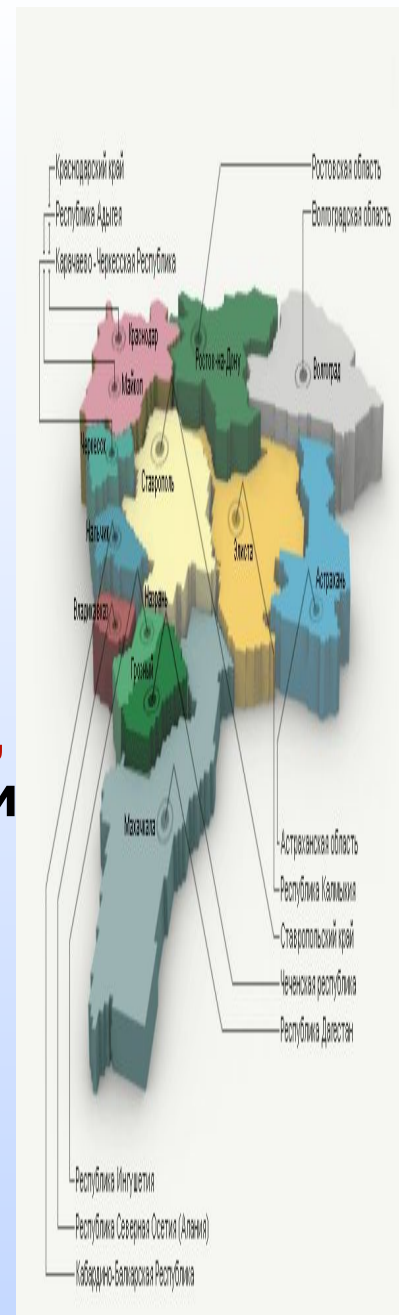 Краснодарский край
Республика Адыгея
Карачаево - Черкесская Республика
Ростовская область
Волгоградская область
Краснодар
Майкоп
Ростов-на-Дону
Волгоград
Черкесск
Ставрополь
Нальчик
Элиста
Астрахань
Владикавказ
Назрань
Грозный
Махачкала
,
и
Астраханская область
Республика Калмыкия
Ставропольский край
Чеченская республика
Республика Дагестан
Республика Ингушетия
Республика Северная Осетия (Алания)
Кабардино-Балкарская Республика